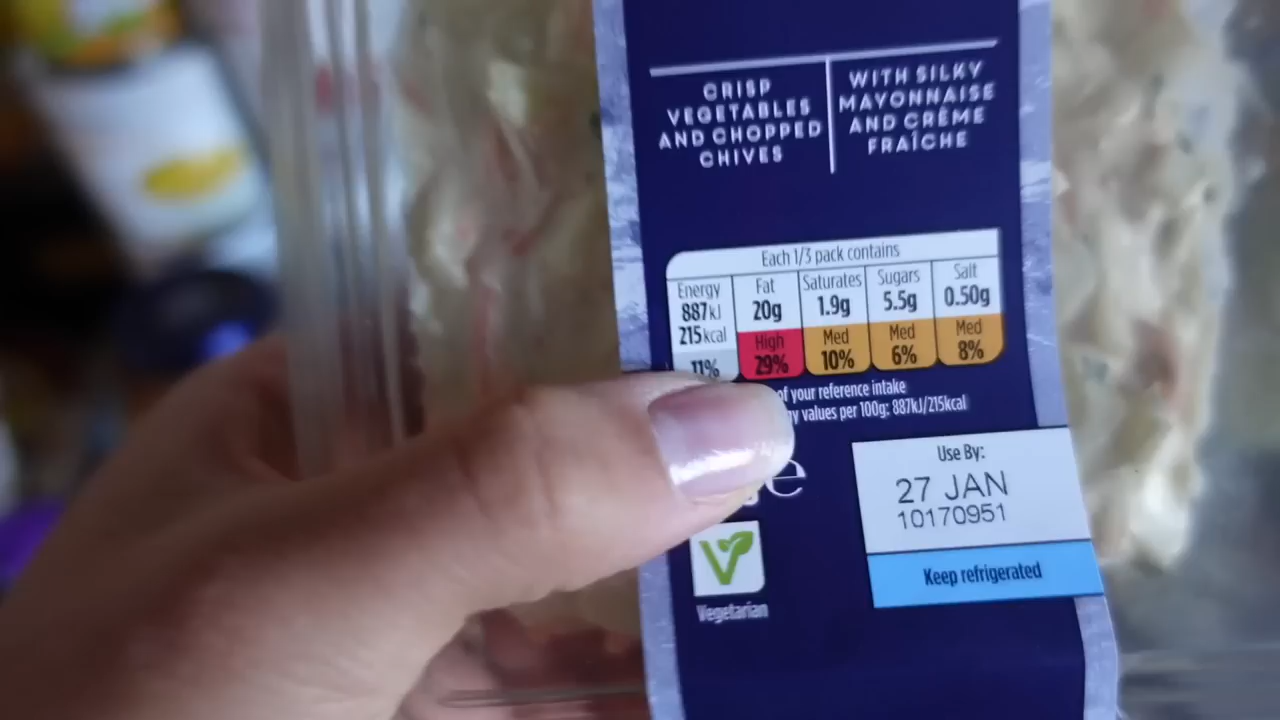 CRISP
VEGETABLES
AND CHOPPED
CHIVES
WITH SILKY
MAYONNAISE
AND CRÈME
FRAÎCHE
Each 1/3 pack contains
Energy
887kJ
215kcal
11%
Fat
20g
High
29%
Saturates
1.9g
Med
10%
Sugars
5.5g
Med
6%
Salt
0.50g
Med
8%
of your reference intake
values per 100g: 887kJ/215kcal
Use By:
27 JAN
10170951
Keep refrigerated
Vegetarian